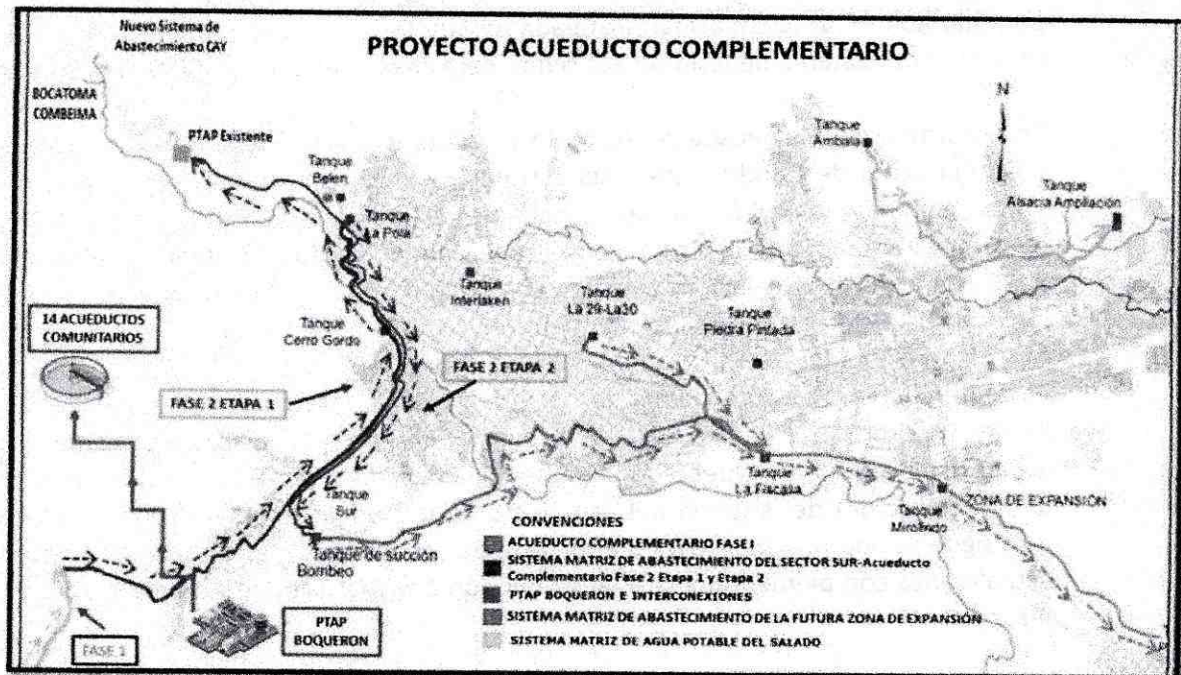 Nuevo Sistema de
Abastecimiento CAY
PROYECTO ACUEDUCTO COMPLEMENTARIO
BOCATOMA
COMBEIMA
N
PTAP Existente
Tanque
Ambala
Tanque
Belen
Tanque
Alsacia Ampliación
Tanque
La Pola
Tanque
Interlaken
Tanque
La 29-La30
Tanque
Piedra Pintada
14 ACUEDUCTOS
COMUNITARIOS
Tanque
Cerro Gordo
FASE 2 ETAPA 2
FASE 2 ETAPA 1
Tanque
La Fiscalia
Tanque
Sur
ZONA DE EXPANSIÓN
Tanque
Mirolindo
Tanque de succión
Bombeo
CONVENCIONES
ACUEDUCTO COMPLEMENTARIO FASE I
SISTEMA MATRIZ DE ABASTECIMIENTO DEL SECTOR SUR-Acueducto
Complementario Fase 2 Etapa 1 y Etapa 2
PTAP BOQUERON E INTERCONEXIONES
SISTEMA MATRIZ DE ABASTECIMIENTO DE LA FUTURA ZONA DE EXPANSIÓN
SISTEMA MATRIZ DE AGUA POTABLE DEL SALADO
PTAP
BOQUERON
FASE 1